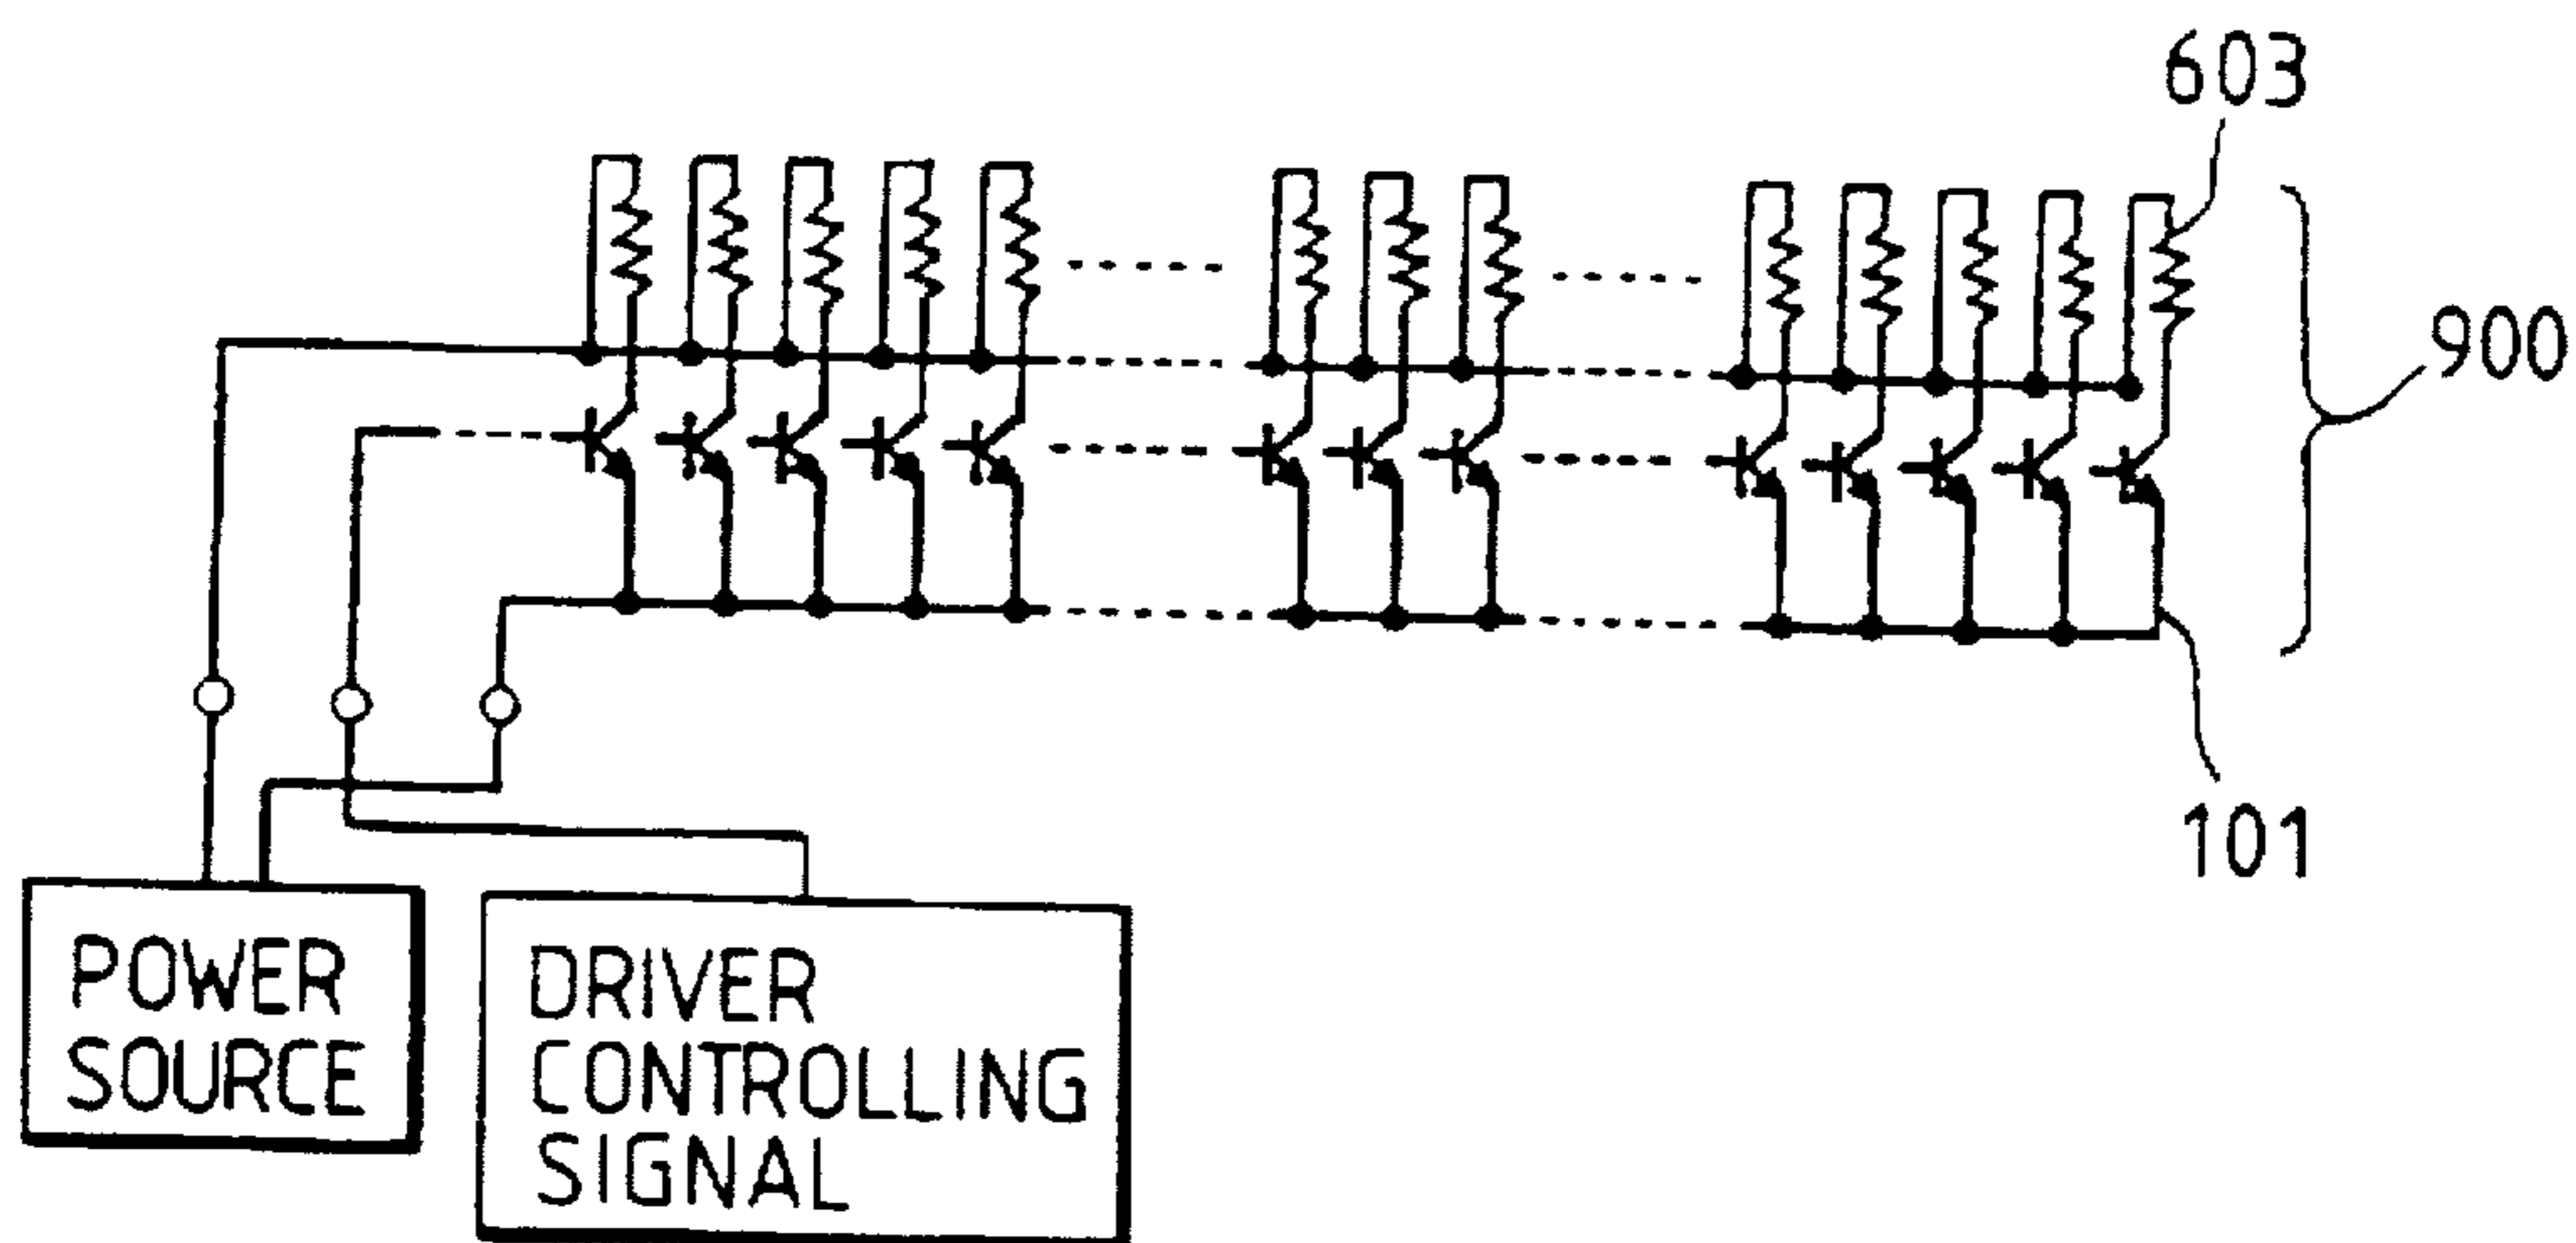 603
900
101
POWER
SOURCE
DRIVER
CONTROLLING
SIGNAL